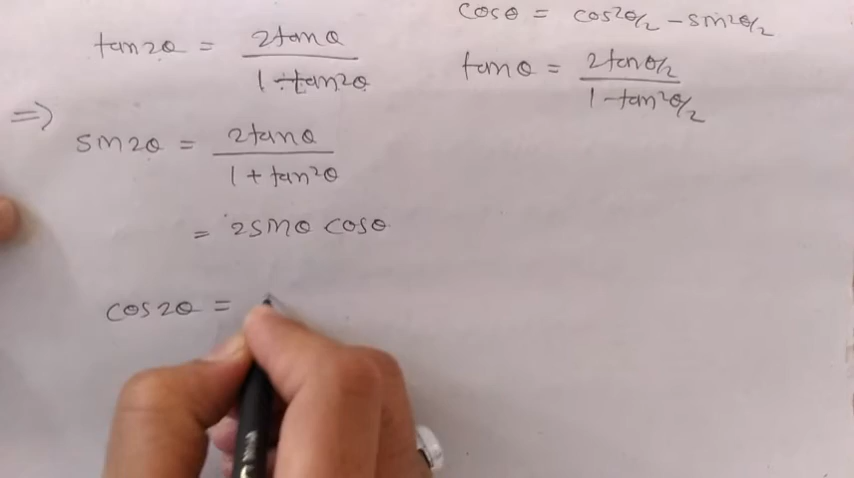 tan2θ = 2tanθ / 1 - tan2θ
⇒ sin2θ = 2tanθ / 1 + tan²θ
= 2sinθ cosθ
cos2θ =
cosθ = cos²θ/2 - sin²θ/2
tanθ = 2tanθ/2 / 1 - tan²θ/2